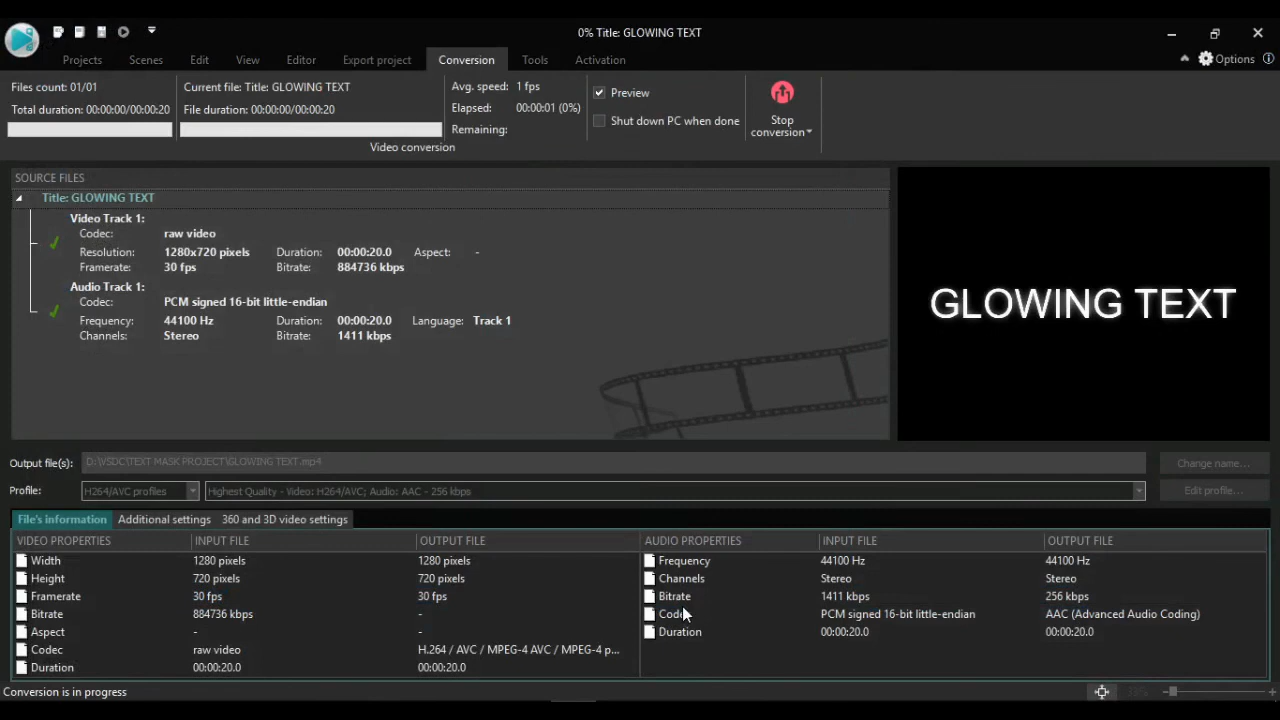 0% Title: GLOWING TEXT
Projects Scenes Edit View Editor Export project Conversion Tools Activation Options
Files count: 01/01 Current file: Title: GLOWING TEXT Avg. speed: 1 fps Preview
Total duration: 00:00:00/00:00:20 File duration: 00:00:00/00:00:20 Elapsed: 00:00:01 (0%) Shut down PC when done Stop conversion
Remaining:
Video conversion
SOURCE FILES
Title: GLOWING TEXT
Video Track 1:
Codec: raw video
Resolution: 1280x720 pixels Duration: 00:00:20.0 Aspect: -
Framerate: 30 fps Bitrate: 884736 kbps
Audio Track 1:
Codec: PCM signed 16-bit little-endian
Frequency: 44100 Hz Duration: 00:00:20.0 Language: Track 1
Channels: Stereo Bitrate: 1411 kbps
GLOWING TEXT
Output file(s): D:\VSDC\TEXT MASK PROJECT\GLOWING TEXT.mp4 Change name...
Profile: H264/AVC profiles Highest Quality - Video: H264/AVC; Audio: AAC - 256 kbps Edit profile...
File's information Additional settings 360 and 3D video settings
VIDEO PROPERTIES INPUT FILE OUTPUT FILE
Width 1280 pixels 1280 pixels
Height 720 pixels 720 pixels
Framerate 30 fps 30 fps
Bitrate 884736 kbps -
Aspect - -
Codec raw video H.264 / AVC / MPEG-4 AVC / MPEG-4 p...
Duration 00:00:20.0 00:00:20.0
AUDIO PROPERTIES INPUT FILE OUTPUT FILE
Frequency 44100 Hz 44100 Hz
Channels Stereo Stereo
Bitrate 1411 kbps 256 kbps
Codec PCM signed 16-bit little-endian AAC (Advanced Audio Coding)
Duration 00:00:20.0 00:00:20.0
Conversion is in progress